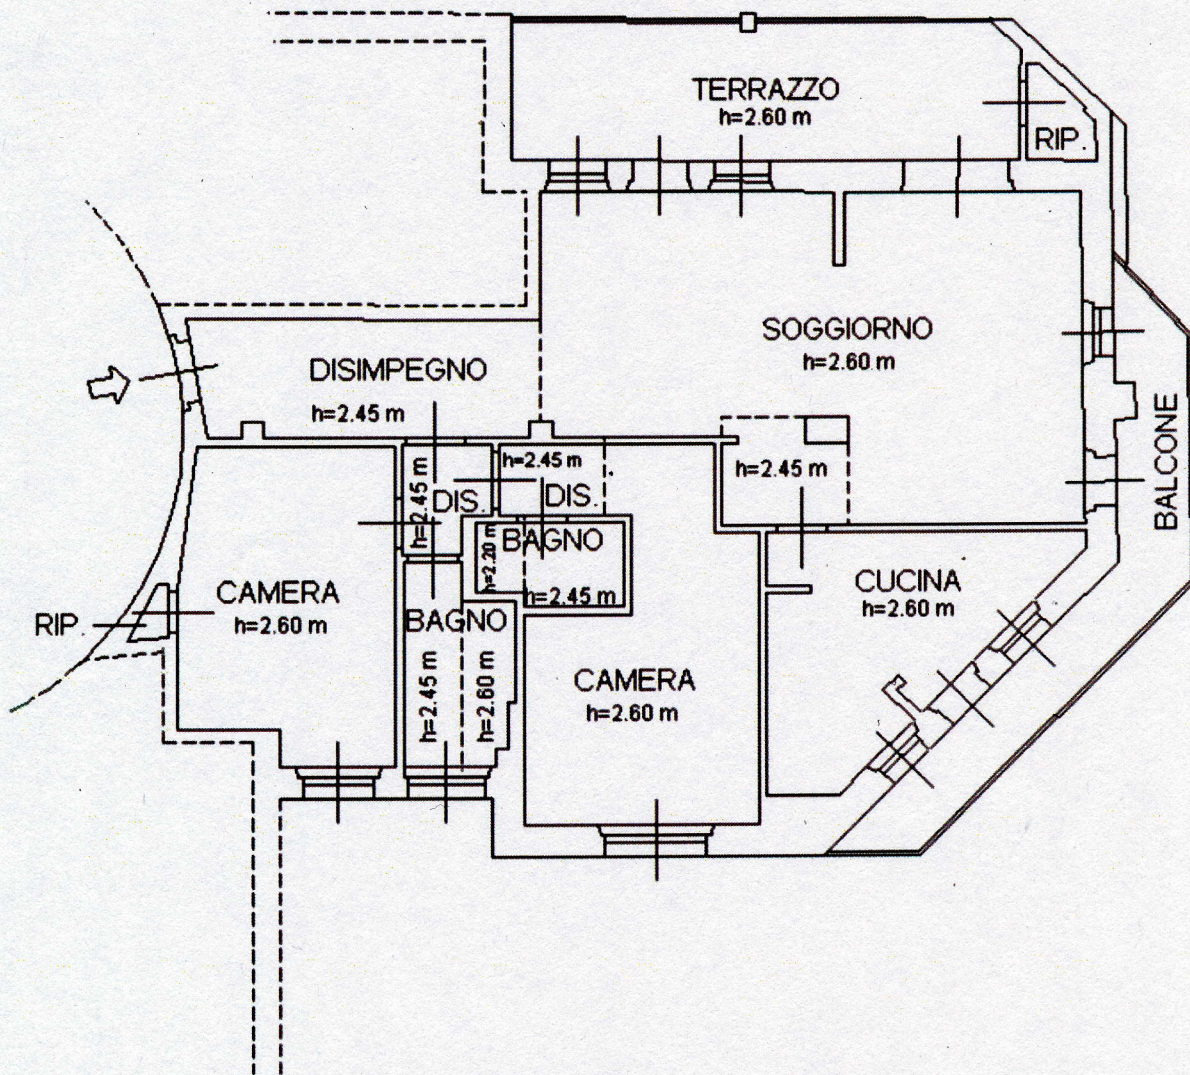 TERRAZZO
h=2.60 m
RIP.
SOGGIORNO
h=2.60 m
DISIMPEGNO
h=2.45 m
BALCONE
h=2.45 m
DIS.
h=2.45 m
DIS.
h=2.45 m
BAGNO
h=2.20 m
h=2.45 m
CAMERA
h=2.60 m
RIP.
BAGNO
h=2.45 m
h=2.60 m
CAMERA
h=2.60 m
CUCINA
h=2.60 m